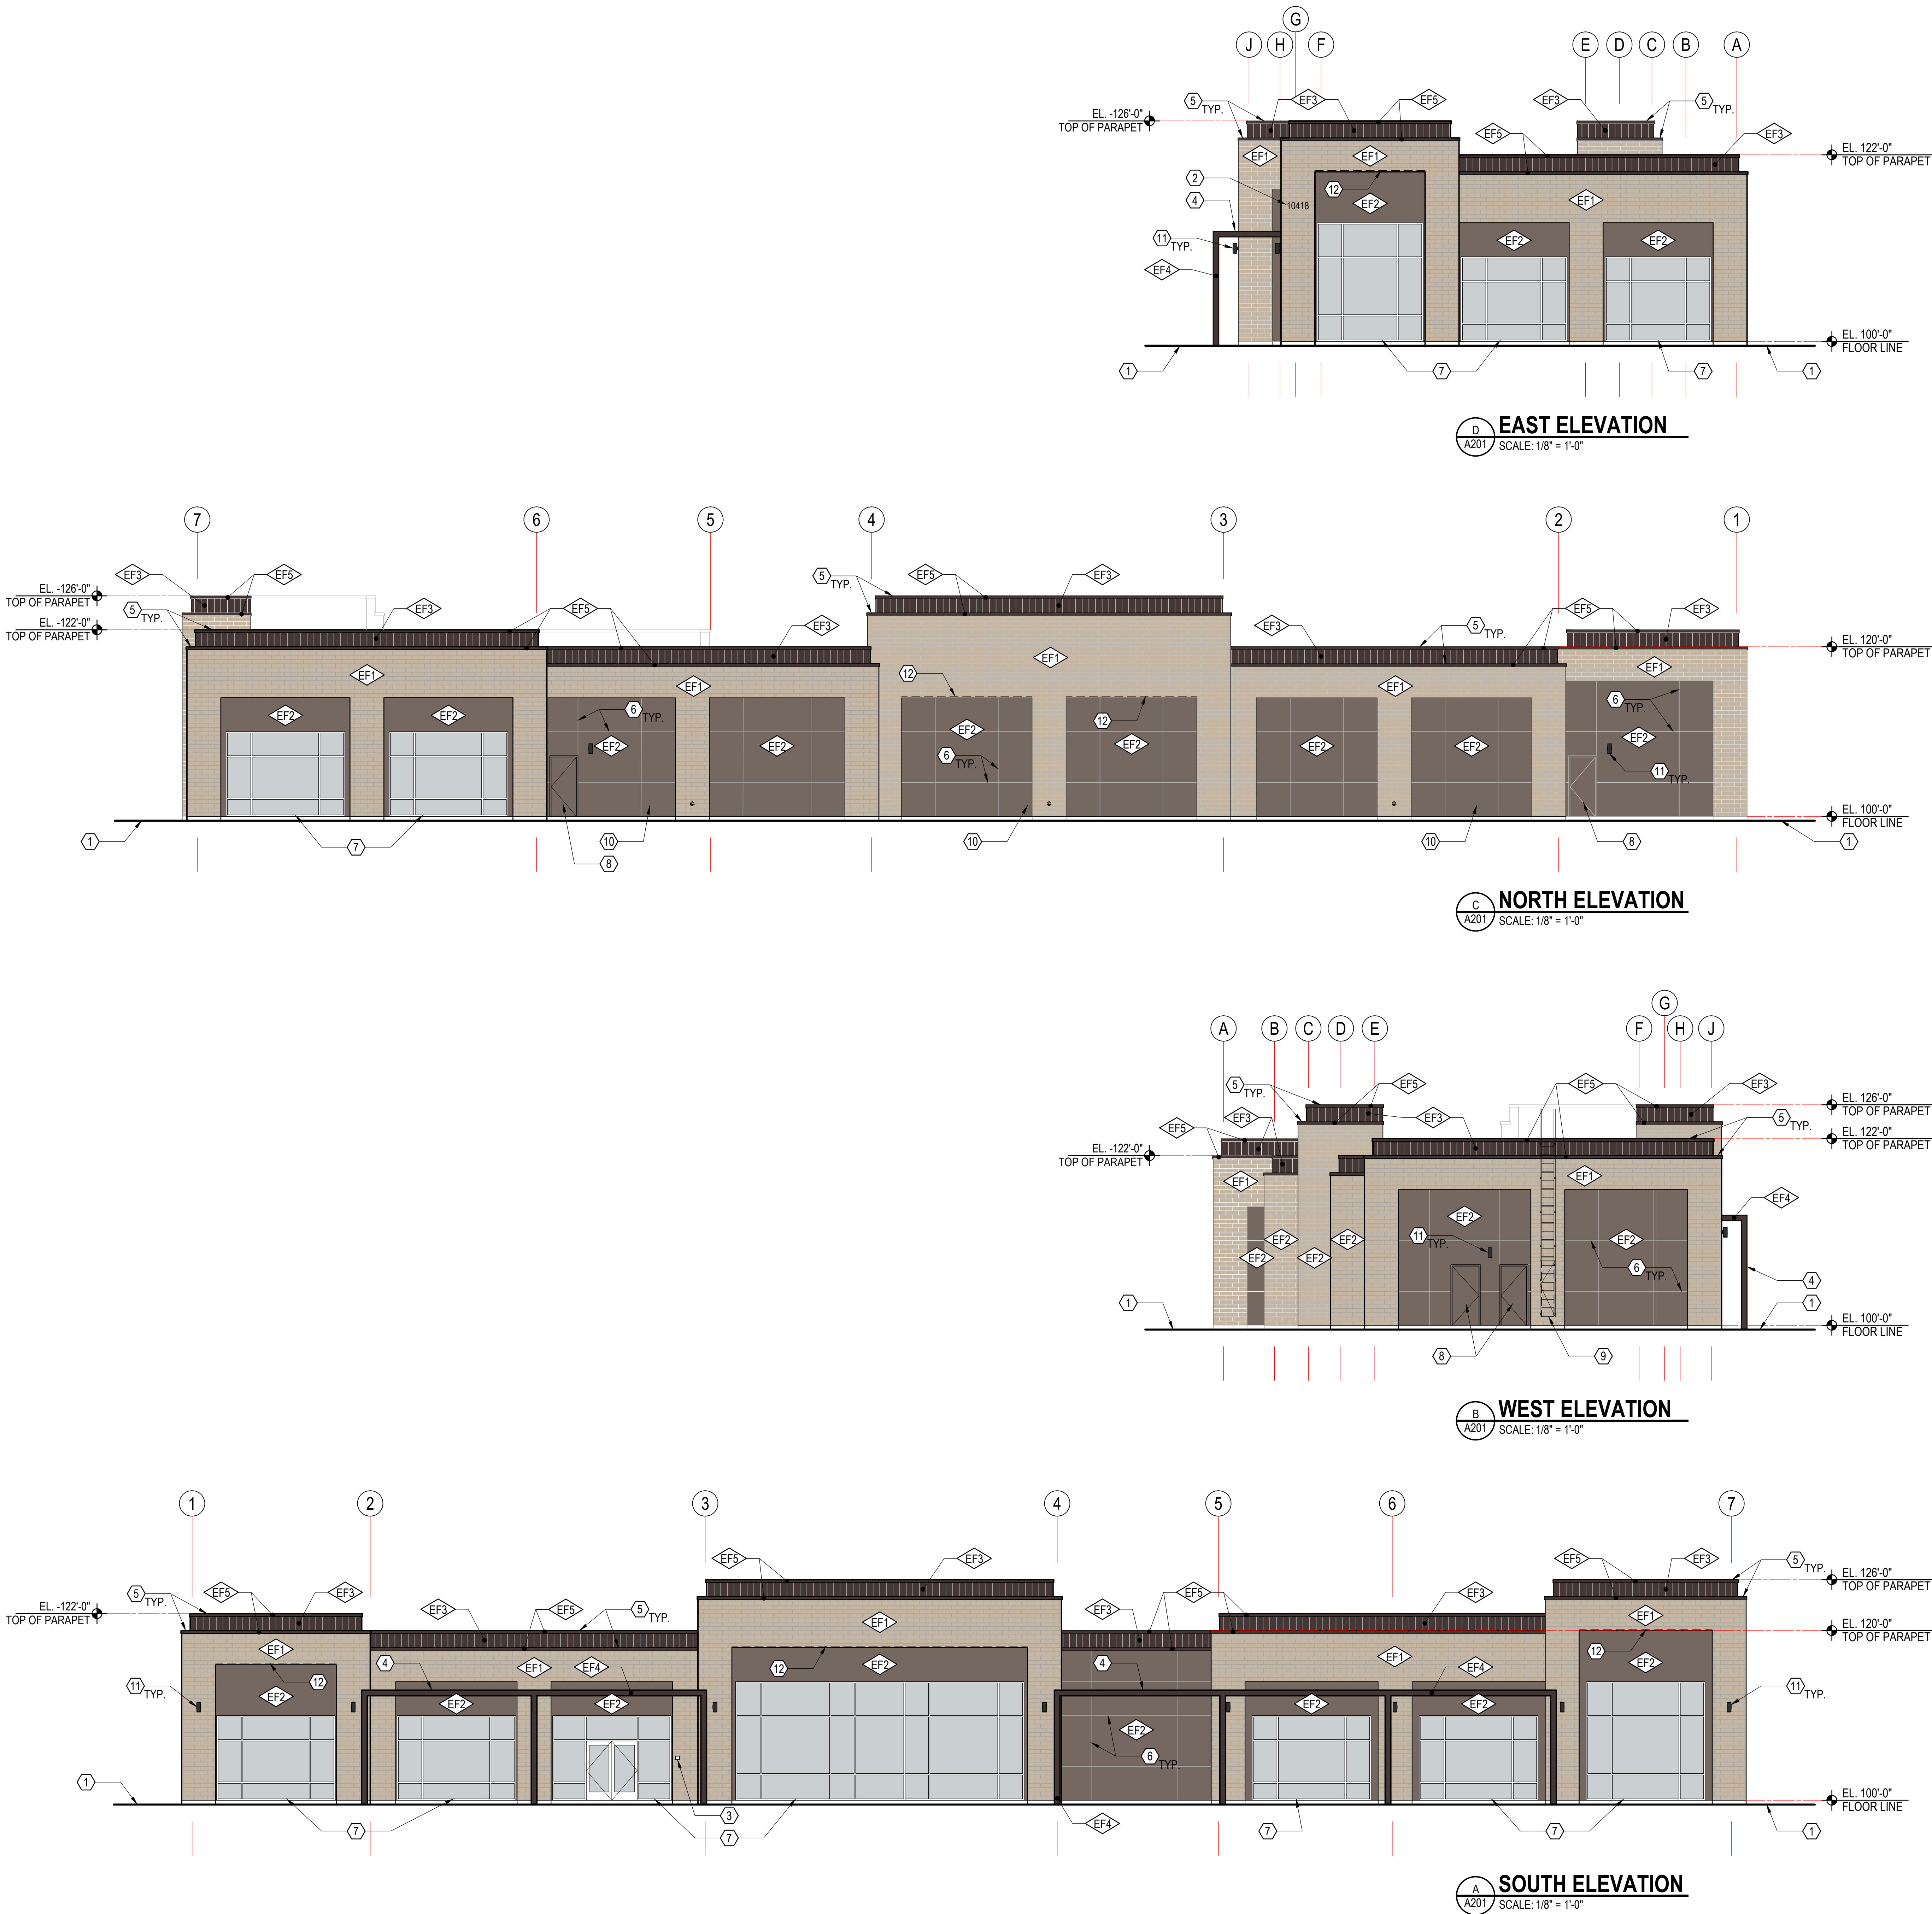 G
J H F E D C B A
5 TYP. EF3 EF5 EF3 5 TYP.
EL. -126'-0"
TOP OF PARAPET
EF5 EF3
EL. 122'-0"
TOP OF PARAPET
EF1 EF1
2 12
4 10418 EF2 EF1
11 TYP. EF2 EF2
EF4
EL. 100'-0"
FLOOR LINE
1 7 7 1
D
A201
EAST ELEVATION
SCALE: 1/8" = 1'-0"
7 6 5 4 3 2 1
EF3 EF5 5 TYP. EF5 EF3
EL. -126'-0"
TOP OF PARAPET
5 TYP. EF3 EF5 EF3 EF3 5 TYP. EF5 EF3
EL. -122'-0"
TOP OF PARAPET
EL. 120'-0"
TOP OF PARAPET
EF1 EF1 EF1 EF1 EF1
12 6 TYP.
EF2 EF2 6 TYP. 12
EF2 EF2 EF2 EF2 EF2 EF2 EF2
6 TYP. 11 TYP.
EL. 100'-0"
FLOOR LINE
1 7 10 10 10 8 1
8
C
A201
NORTH ELEVATION
SCALE: 1/8" = 1'-0"
G
A B C D E F H J
5 TYP. EF5 EF5 EF3
EL. 126'-0"
TOP OF PARAPET
EF3 EF3 5 TYP.
EF5
EL. 122'-0"
TOP OF PARAPET
EL. -122'-0"
TOP OF PARAPET
EF1 EF1
EF4
EF2 EF2 EF2 EF2
11 TYP.
EF2 EF2
6 TYP. 4
1 1
EL. 100'-0"
FLOOR LINE
8 9
B
A201
WEST ELEVATION
SCALE: 1/8" = 1'-0"
1 2 3 4 5 6 7
EF5 EF3 EF5 EF3 5 TYP.
EL. 126'-0"
TOP OF PARAPET
5 TYP. EF5 EF3 EF3 EF5 5 TYP. EF3 EF5 EF3
EL. -122'-0"
TOP OF PARAPET
EF1 EF1
EL. 120'-0"
TOP OF PARAPET
EF1 EF1 EF1
12 4 EF4 12 EF2 4 EF4 12 EF2
11 TYP. EF2 12 EF2 EF2 EF2 EF2 11 TYP.
EF2
6 TYP.
1
EL. 100'-0"
FLOOR LINE
3
7 7 EF4 7 7 1
A
A201
SOUTH ELEVATION
SCALE: 1/8" = 1'-0"